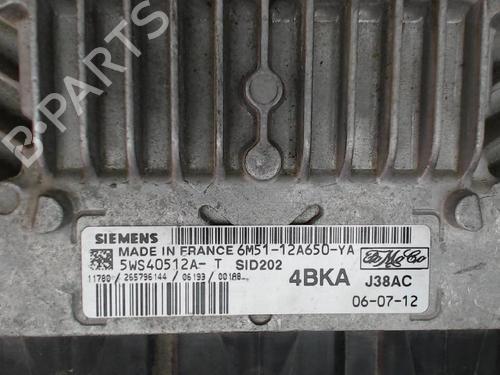 SIEMENS
MADE IN FRANCE 6M51-12A650-YA
5WS40512A- T SID202 FoMoCo
11780 / 265796144 / 06193 / 001A8
4BKA J38AC
06-07-12
B-PARTS